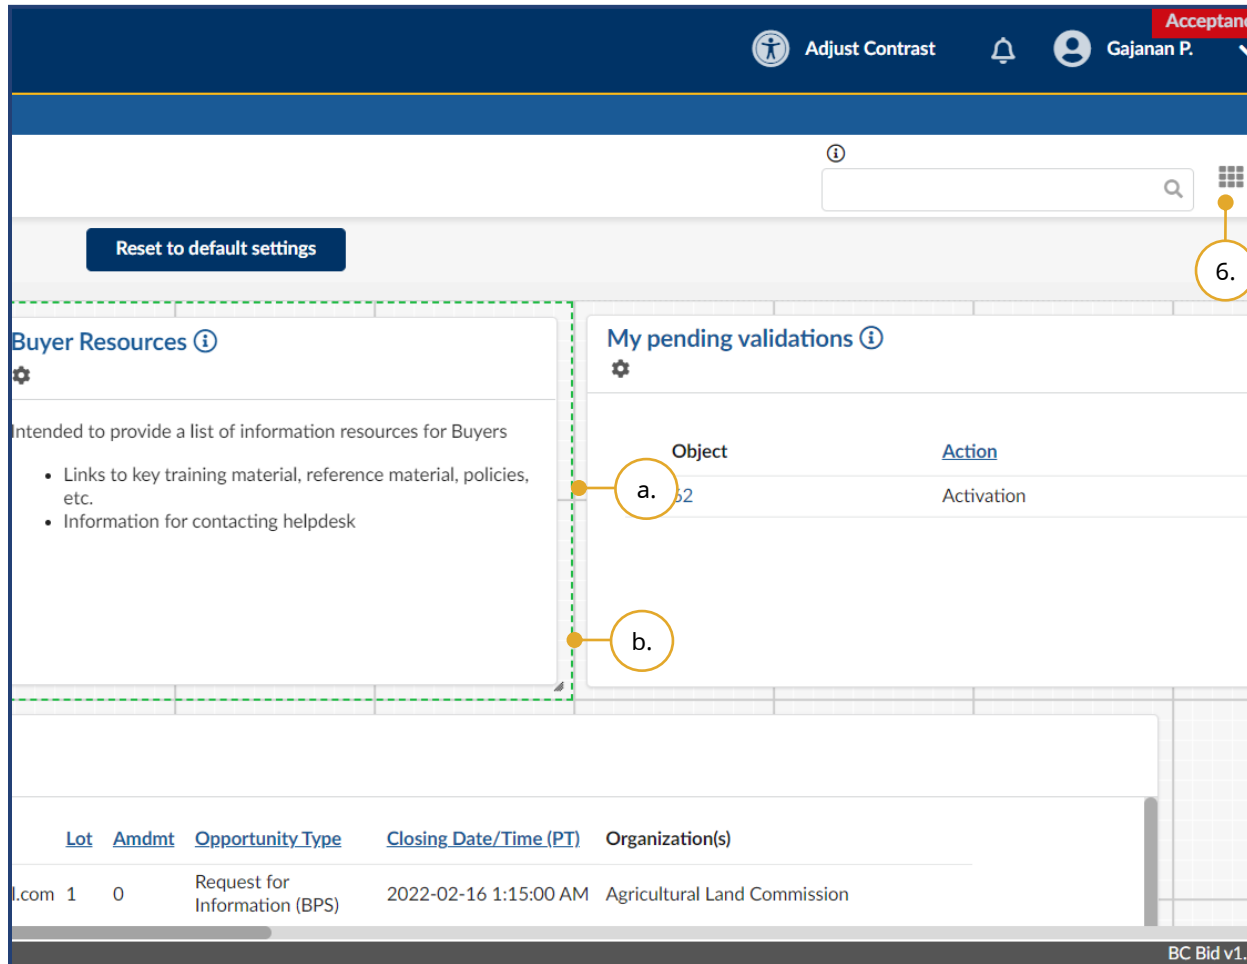 Acceptanc
Adjust Contrast
Gajanan P.
6.
Reset to default settings
Buyer Resources
Intended to provide a list of information resources for Buyers
• Links to key training material, reference material, policies,
etc.
• Information for contacting helpdesk
a.
b.
My pending validations
Object Action
52 Activation
Lot Amdmt Opportunity Type Closing Date/Time (PT) Organization(s)
l.com 1 0 Request for
Information (BPS) 2022-02-16 1:15:00 AM Agricultural Land Commission
BC Bid v1.